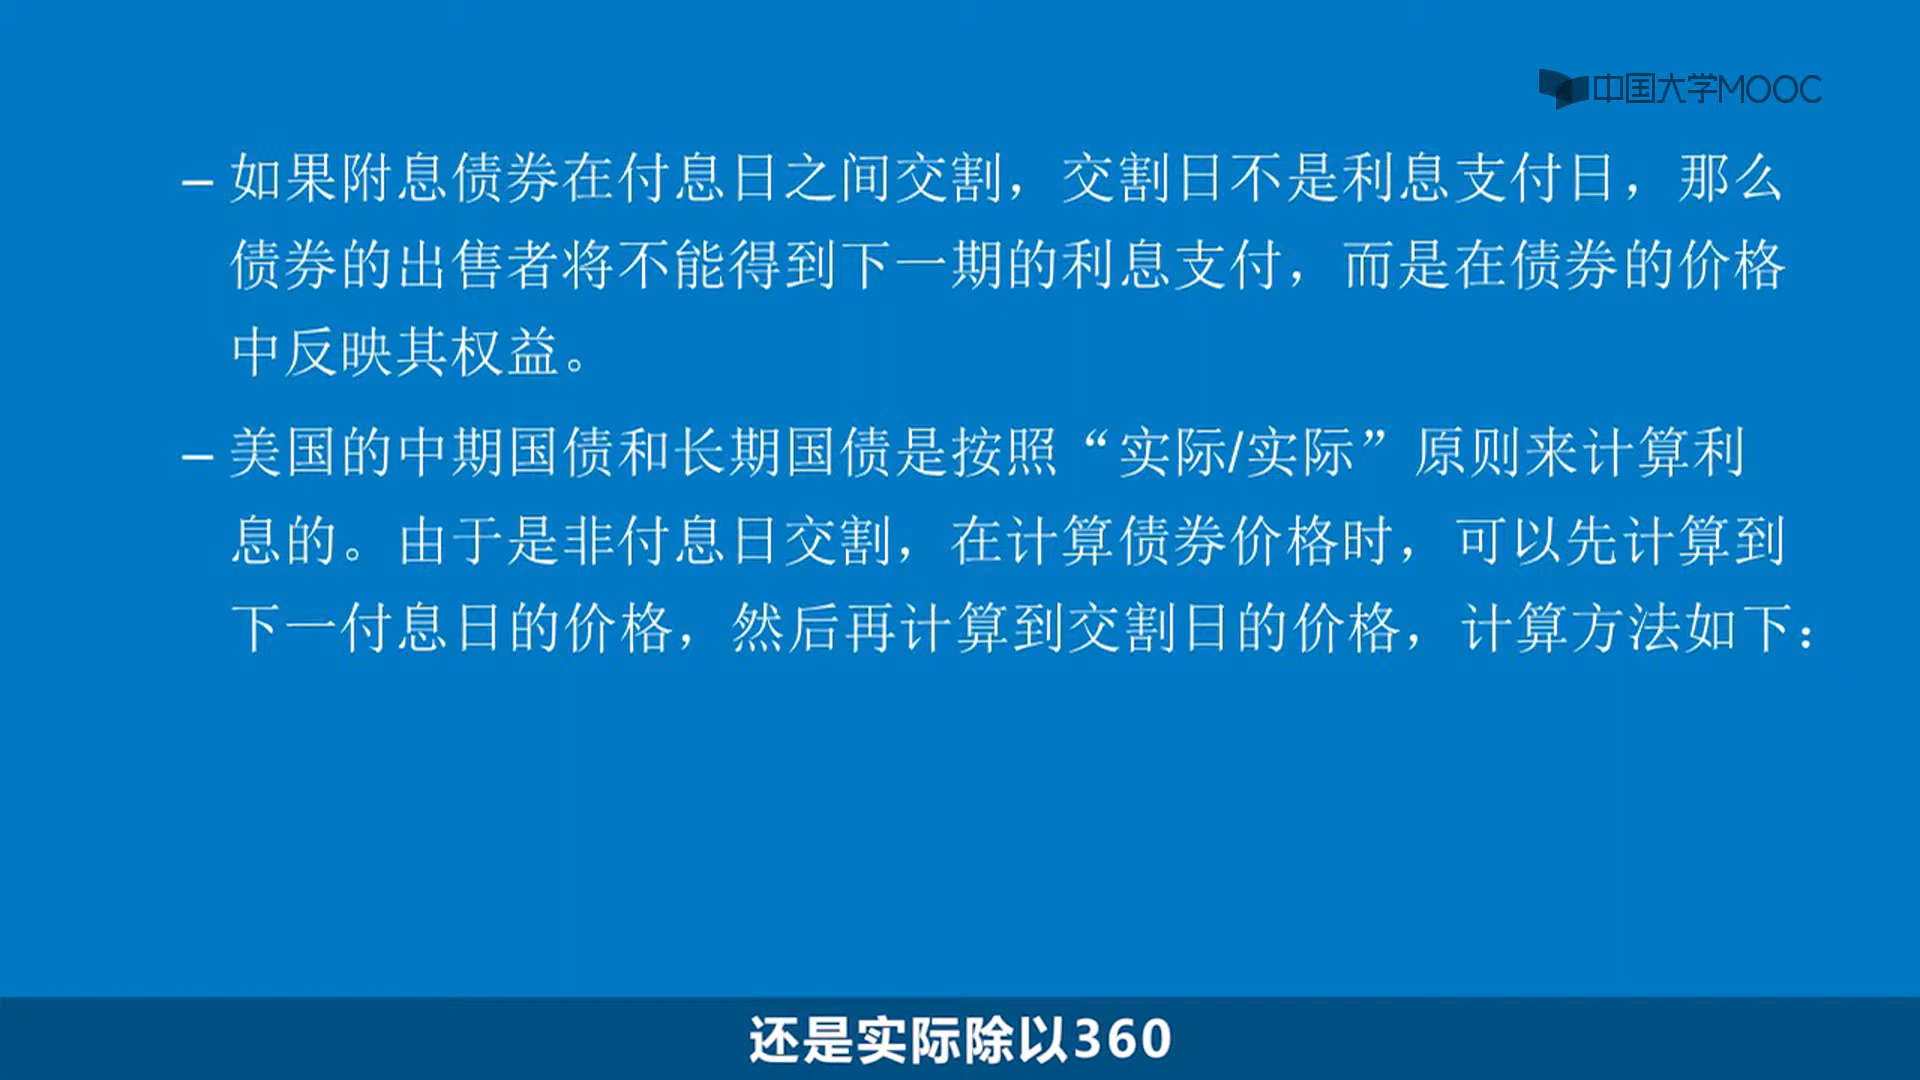 中国大学MOOC
– 如果附息债券在付息日之间交割，交割日不是利息支付日，那么
债券的出售者将不能得到下一期的利息支付，而是在债券的价格
中反映其权益。
– 美国的中期国债和长期国债是按照“实际/实际”原则来计算利
息的。由于是非付息日交割，在计算债券价格时，可以先计算到
下一付息日的价格，然后再计算到交割日的价格，计算方法如下：
还是实际除以360